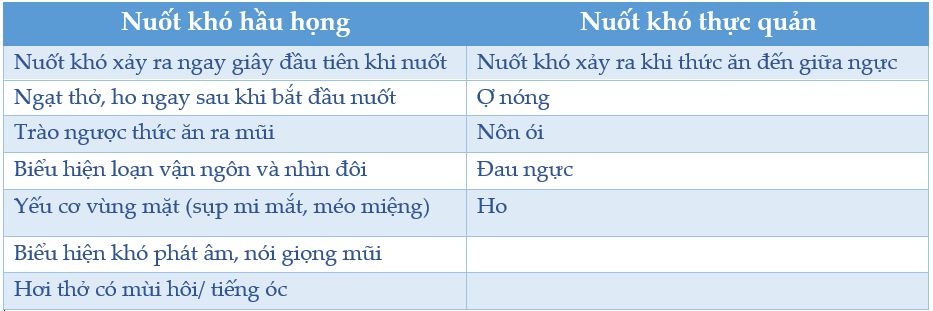 Nuốt khó hầu họng Nuốt khó thực quản
Nuốt khó xảy ra ngay giây đầu tiên khi nuốt Nuốt khó xảy ra khi thức ăn đến giữa ngực
Ngạt thở, ho ngay sau khi bắt đầu nuốt Ợ nóng
Trào ngược thức ăn ra mũi Nôn ói
Biểu hiện loạn vận ngôn và nhìn đôi Đau ngực
Yếu cơ vùng mặt (sụp mi mắt, méo miệng) Ho
Biểu hiện khó phát âm, nói giọng mũi
Hơi thở có mùi hôi/ tiếng óc